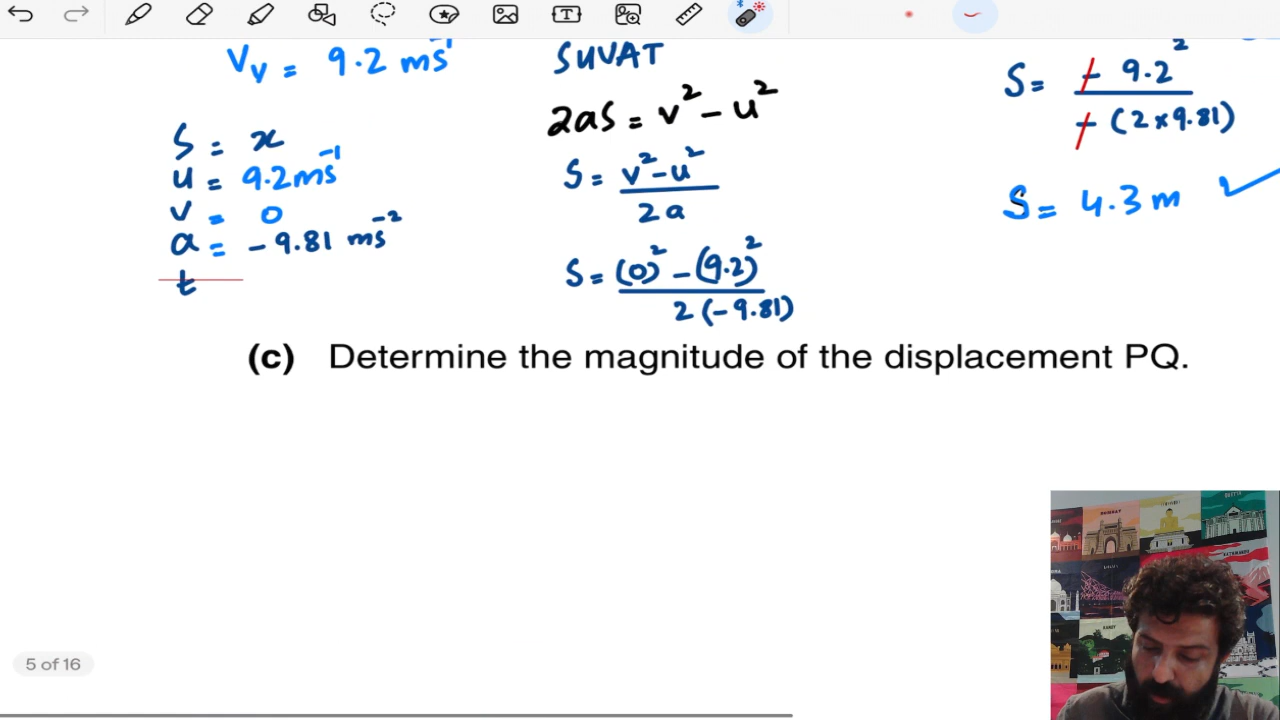 Vv = 9.2 ms⁻¹
S = x
u = 9.2 ms⁻¹
v = 0
a = -9.81 ms⁻²
t
SUVAT
2aS = v² - u²
S = v² - u² / 2a
S = (0)² - (9.2)² / 2(-9.81)
S = - 9.2² / - (2 x 9.81)
S = 4.3 m
(c) Determine the magnitude of the displacement PQ.
5 of 16